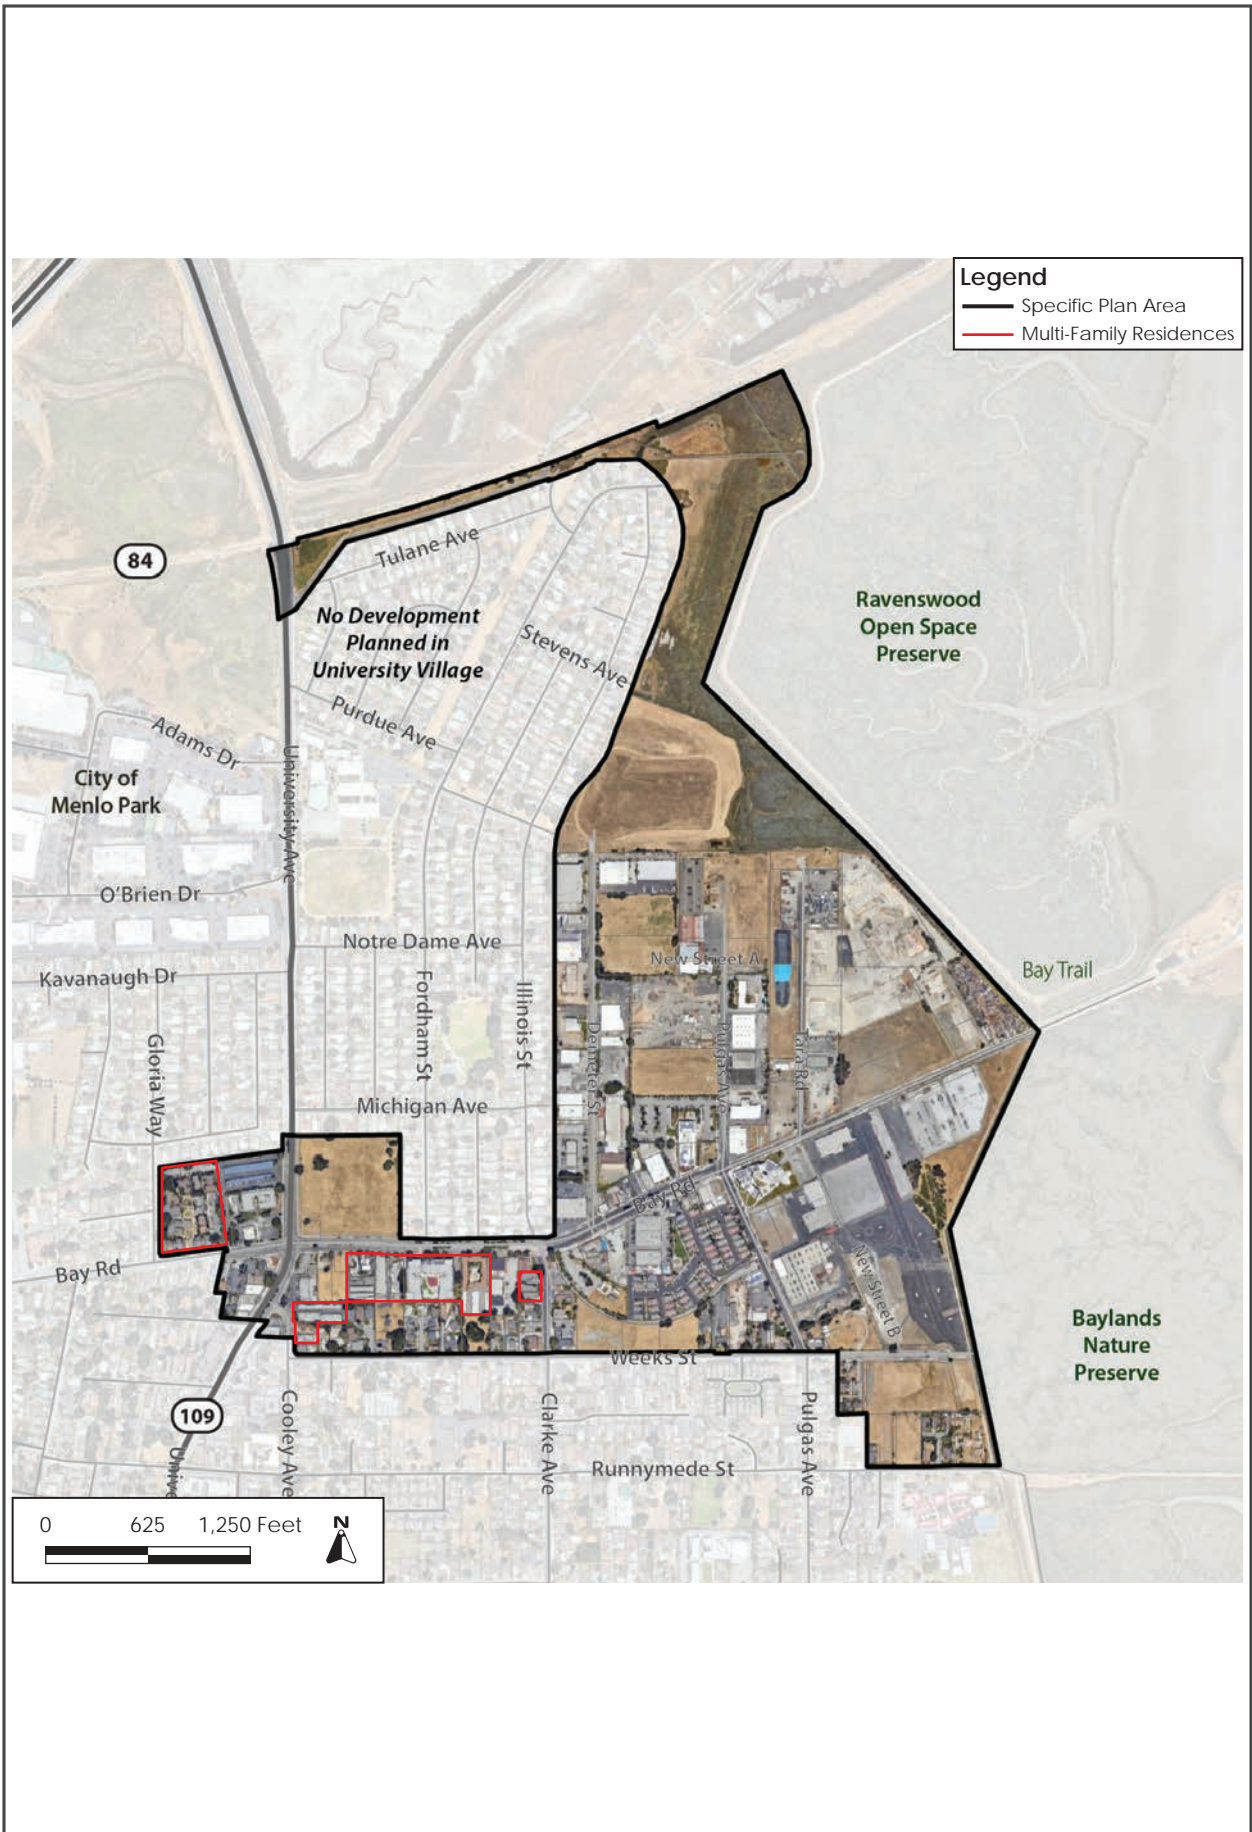 Legend
Specific Plan Area
Multi-Family Residences
84
Tulane Ave
No Development
Planned in
University Village
Stevens Ave
Purdue Ave
Ravenswood
Open Space
Preserve
Adams Dr
University Ave
City of
Menlo Park
O'Brien Dr
Notre Dame Ave
New Street A
Kavanaugh Dr
Bay Trail
Fordham St
Illinois St
Gloria Way
Demeter St
Pulgas Ave
Tara Rd
Michigan Ave
Bay Rd
Bay Rd
New Street B
Weeks St
Baylands
Nature
Preserve
109
Cooley Ave
Clarke Ave
Pulgas Ave
Runnymede St
Unive
0 625 1,250 Feet
N